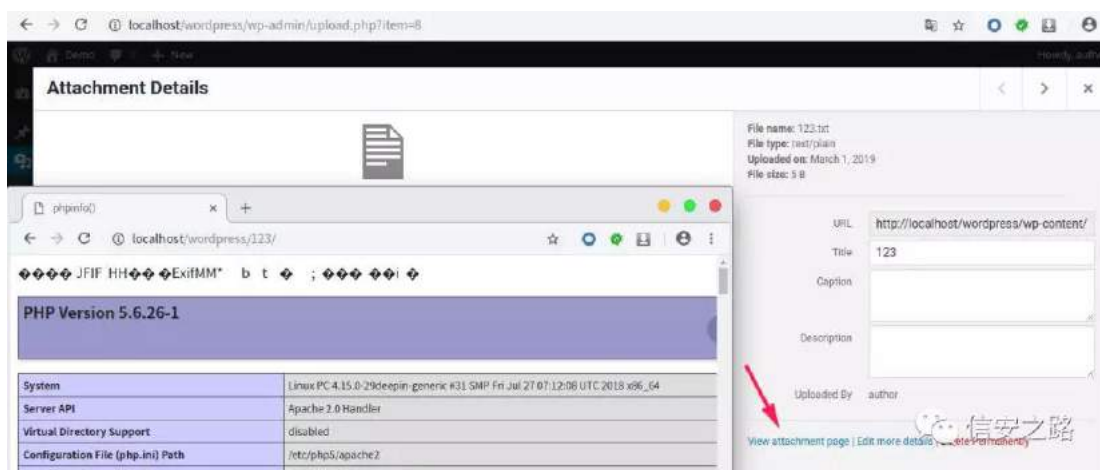 localhost/wordpress/wp-admin/upload.php?item=8
Demo + New
Attachment Details
File name: 123.txt
File type: text/plain
Uploaded on: March 1, 2019
File size: 5 B
phpinfo()
localhost/wordpress/123/
URL
http://localhost/wordpress/wp-content/
Title
123
Caption
Description
JFIF HH ExifMM* b t ;
PHP Version 5.6.26-1
System
Linux PC 4.15.0-29deepin-generic #31 SMP Fri Jul 27 07:12:08 UTC 2018 x86_64
Server API
Apache 2.0 Handler
Virtual Directory Support
disabled
Configuration File (php.ini) Path
/etc/php5/apache2
Uploaded By
author
View attachment page | Edit more details | Delete Permanently
信安之路